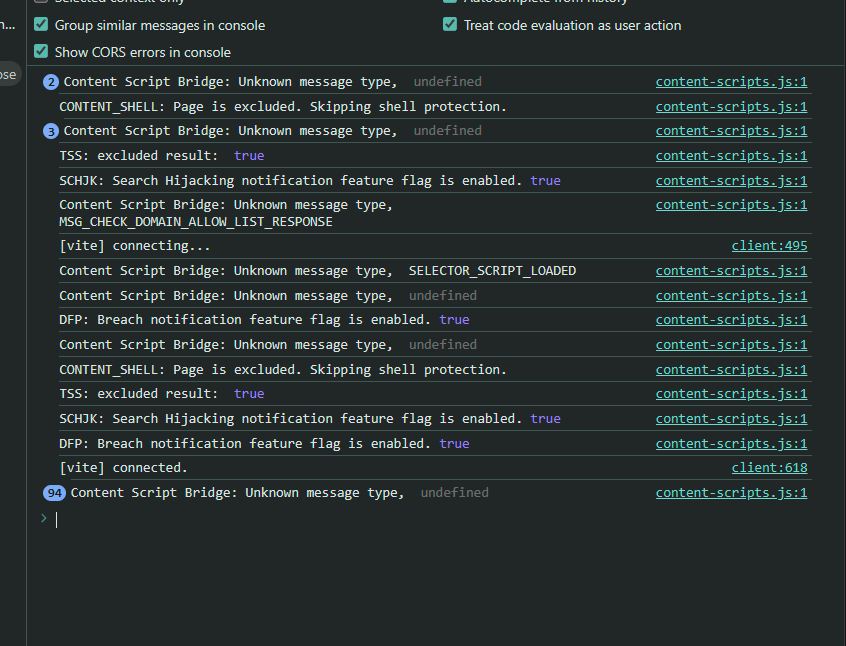 Selected context only
Autocomplete from history
Group similar messages in console
Treat code evaluation as user action
Show CORS errors in console
2 Content Script Bridge: Unknown message type, undefined content-scripts.js:1
CONTENT_SHELL: Page is excluded. Skipping shell protection. content-scripts.js:1
3 Content Script Bridge: Unknown message type, undefined content-scripts.js:1
TSS: excluded result: true content-scripts.js:1
SCHJK: Search Hijacking notification feature flag is enabled. true content-scripts.js:1
Content Script Bridge: Unknown message type, content-scripts.js:1
MSG_CHECK_DOMAIN_ALLOW_LIST_RESPONSE
[vite] connecting... client:495
Content Script Bridge: Unknown message type, SELECTOR_SCRIPT_LOADED content-scripts.js:1
Content Script Bridge: Unknown message type, undefined content-scripts.js:1
DFP: Breach notification feature flag is enabled. true content-scripts.js:1
Content Script Bridge: Unknown message type, undefined content-scripts.js:1
CONTENT_SHELL: Page is excluded. Skipping shell protection. content-scripts.js:1
TSS: excluded result: true content-scripts.js:1
SCHJK: Search Hijacking notification feature flag is enabled. true content-scripts.js:1
DFP: Breach notification feature flag is enabled. true content-scripts.js:1
[vite] connected. client:618
94 Content Script Bridge: Unknown message type, undefined content-scripts.js:1
>